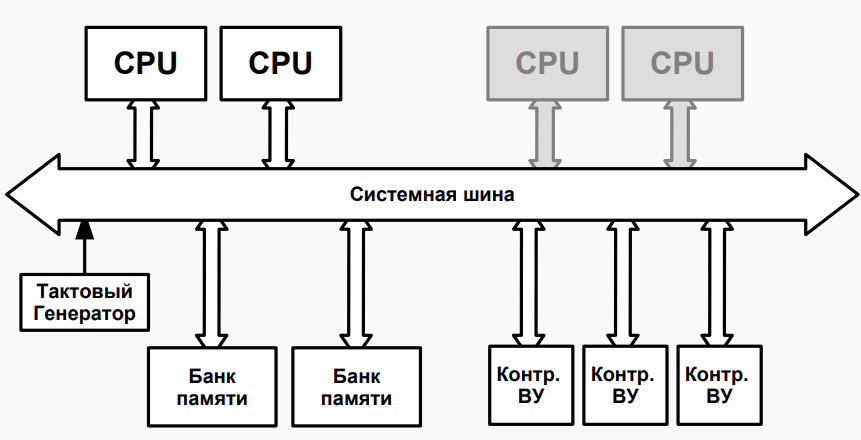 CPU
CPU
CPU
CPU
Системная шина
Тактовый
Генератор
Банк
памяти
Банк
памяти
Контр.
ВУ
Контр.
ВУ
Контр.
ВУ